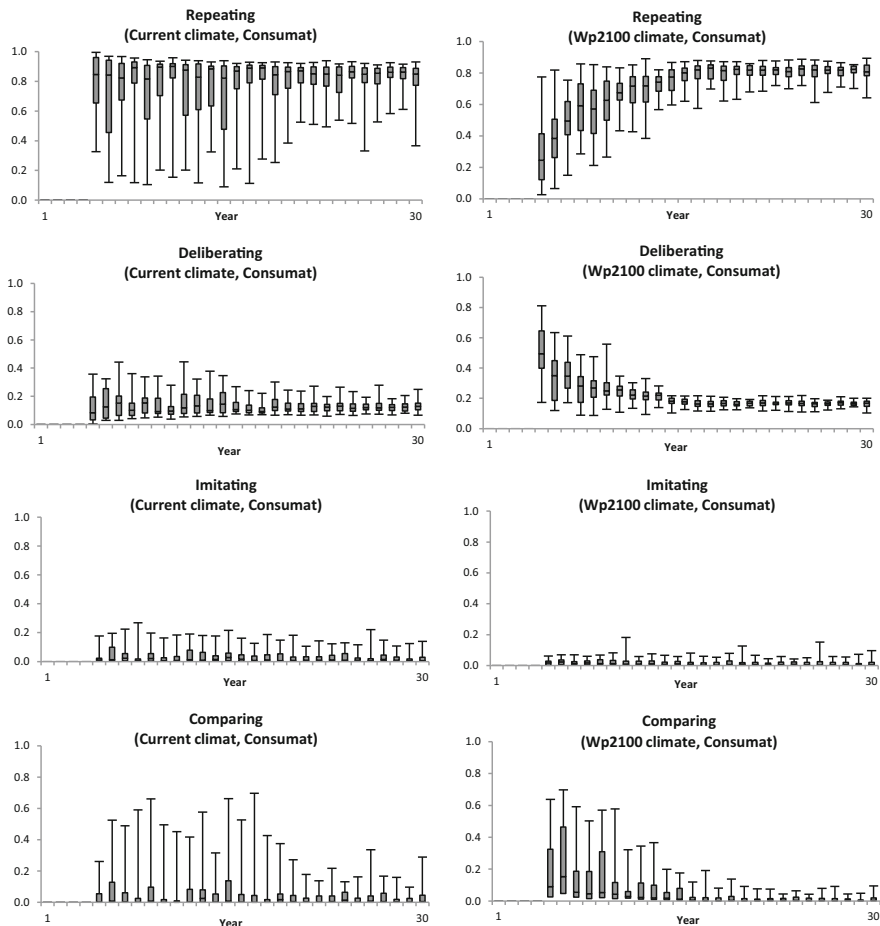 Repeating
(Current climate, Consumat)
1.0
0.8
0.6
0.4
0.2
0.0
1
Year
30
Repeating
(Wp2100 climate, Consumat)
1.0
0.8
0.6
0.4
0.2
0.0
1
Year
30
Deliberating
(Current climate, Consumat)
1.0
0.8
0.6
0.4
0.2
0.0
1
Year
30
Deliberating
(Wp2100 climate, Consumat)
1.0
0.8
0.6
0.4
0.2
0.0
1
Year
30
Imitating
(Current climate, Consumat)
1.0
0.8
0.6
0.4
0.2
0.0
1
Year
30
Imitating
(Wp2100 climate, Consumat)
1.0
0.8
0.6
0.4
0.2
0.0
1
Year
30
Comparing
(Current climat, Consumat)
1.0
0.8
0.6
0.4
0.2
0.0
1
Year
30
Comparing
(Wp2100 climate, Consumat)
1.0
0.8
0.6
0.4
0.2
0.0
1
Year
30